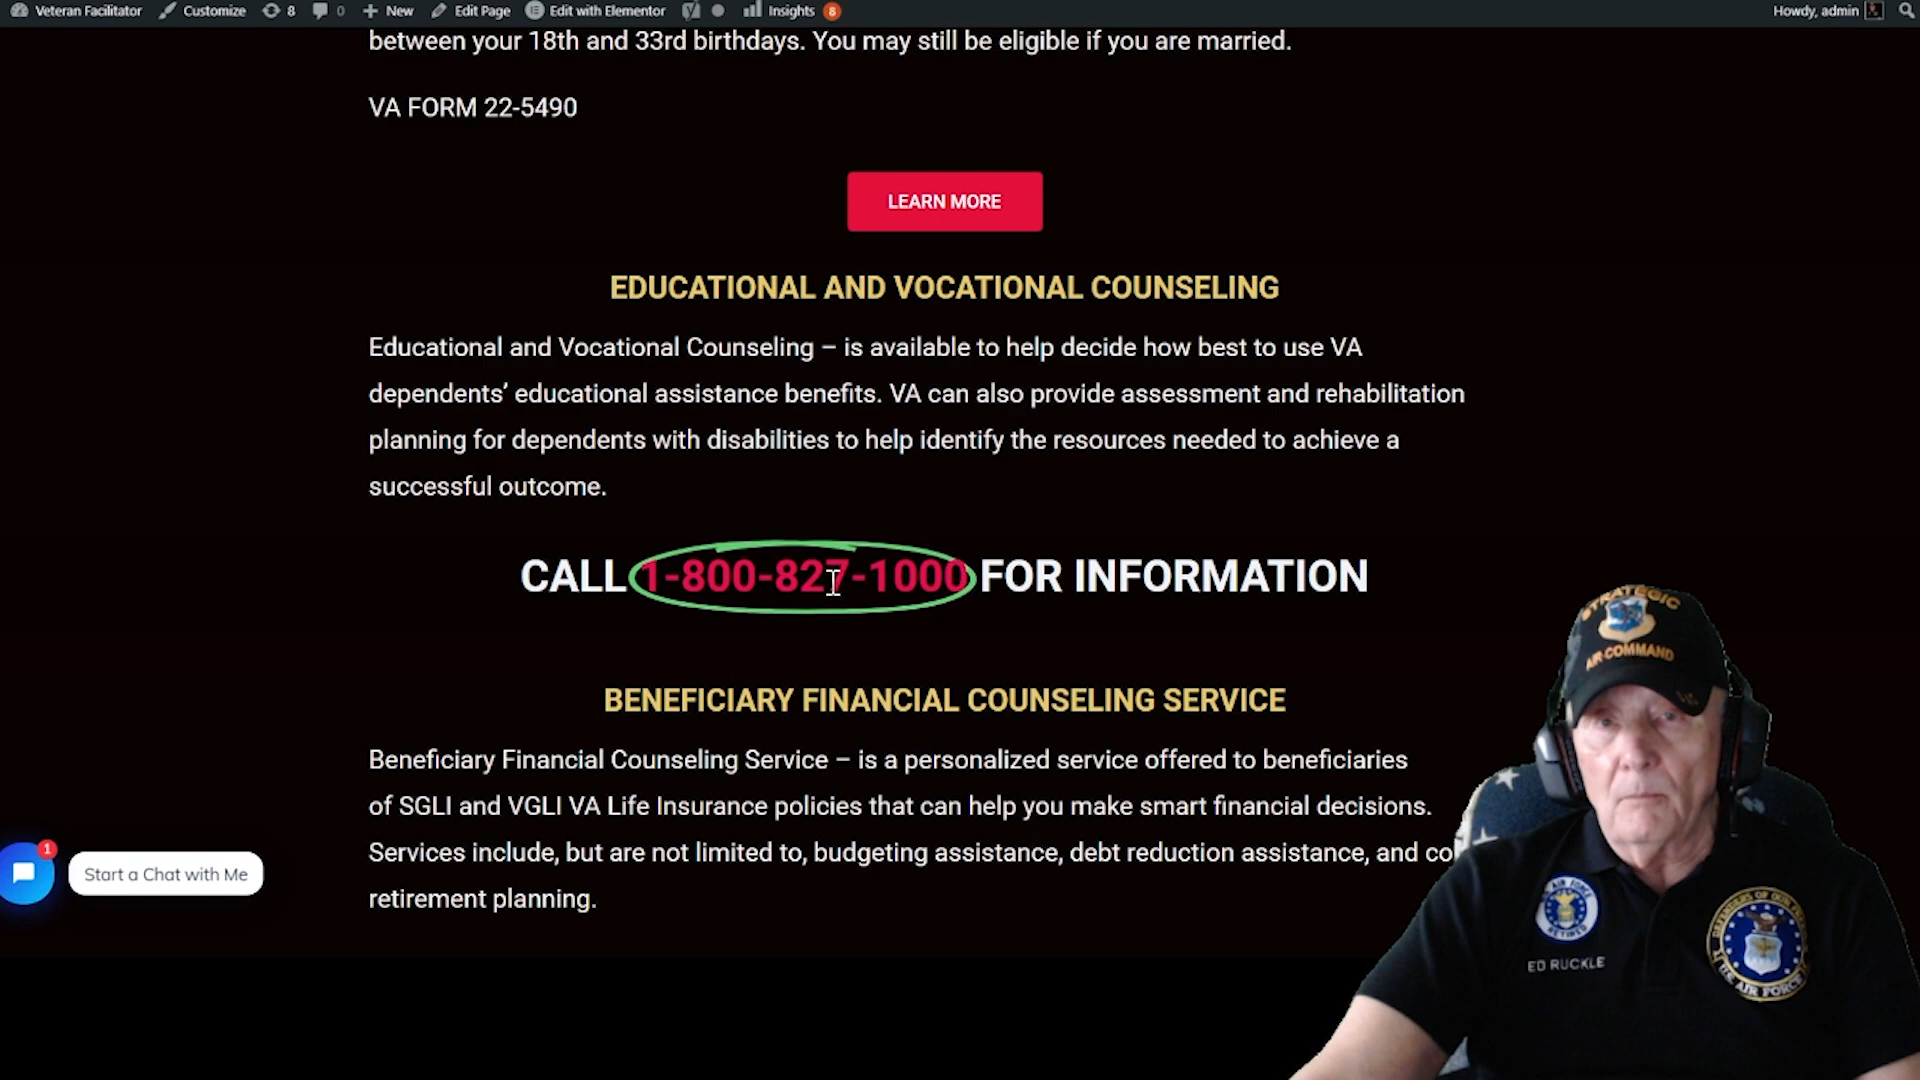 Veteran Facilitator Customize 8 0 New Edit Page Edit with Elementor Insights 8 Howdy, admin
between your 18th and 33rd birthdays. You may still be eligible if you are married.
VA FORM 22-5490
LEARN MORE
EDUCATIONAL AND VOCATIONAL COUNSELING
Educational and Vocational Counseling – is available to help decide how best to use VA
dependents’ educational assistance benefits. VA can also provide assessment and rehabilitation
planning for dependents with disabilities to help identify the resources needed to achieve a
successful outcome.
CALL 1-800-827-1000 FOR INFORMATION
STRATEGIC
AIR COMMAND
BENEFICIARY FINANCIAL COUNSELING SERVICE
Beneficiary Financial Counseling Service – is a personalized service offered to beneficiaries
of SGLI and VGLI VA Life Insurance policies that can help you make smart financial decisions.
Services include, but are not limited to, budgeting assistance, debt reduction assistance, and co
retirement planning.
1
Start a Chat with Me
AIR FORCE
RETIRED
ED RUCKLE
U.S. AIR FORCE